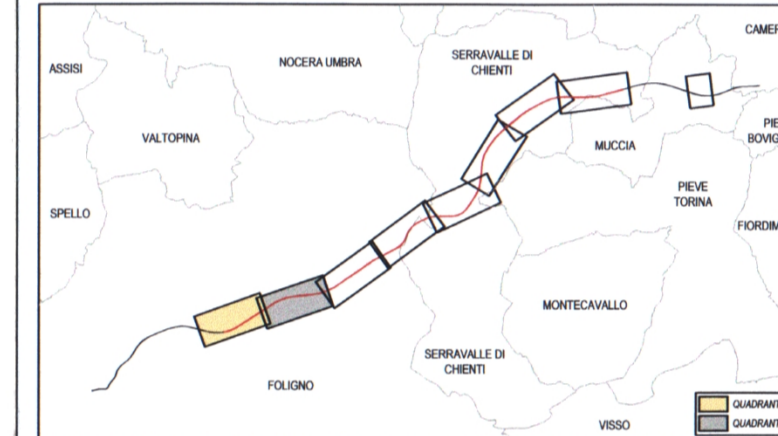 CAMER
NOCERA UMBRA
SERRAVALLE DI
CHIENTI
ASSISI
VALTOPINA
MUCCIA
PIE
BOVIG
PIEVE
TORINA
SPELLO
FIORDIM
MONTECAVALLO
SERRAVALLE DI
CHIENTI
FOLIGNO
VISSO
QUADRANT
QUADRANT